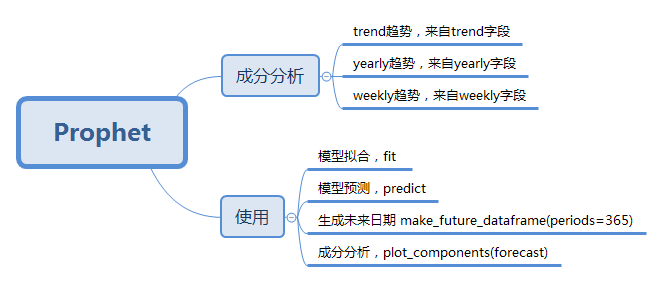 Prophet
成分分析
trend趋势，来自trend字段
yearly趋势，来自yearly字段
weekly趋势，来自weekly字段
使用
模型拟合，fit
模型预测，predict
生成未来日期 make_future_dataframe(periods=365)
成分分析，plot_components(forecast)